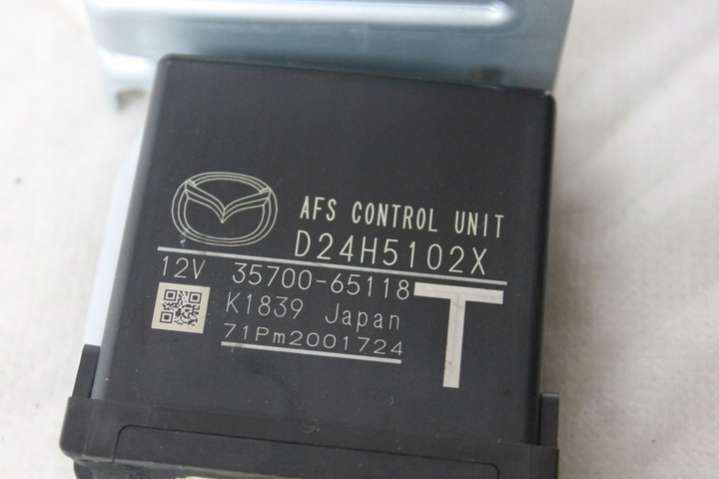 AFS CONTROL UNIT
D24H5102X
12V 35700-65118
K1839 Japan T
71Pm2001724